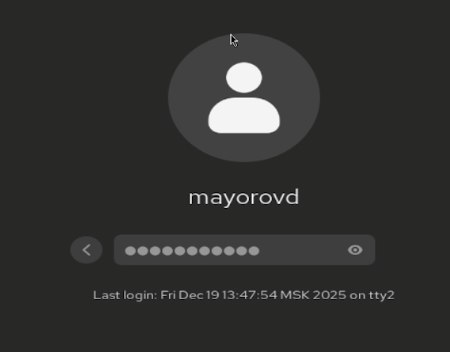 mayorovd
●●●●●●●●●●●
Last login: Fri Dec 19 13:47:54 MSK 2025 on tty2